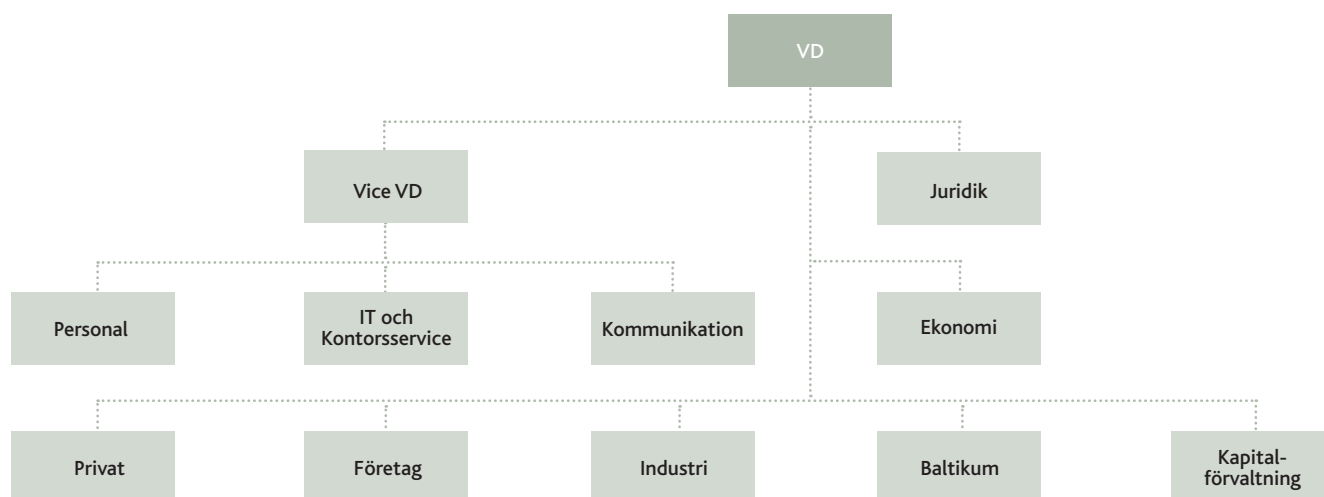 VD
Vice VD
Juridik
Personal
IT och
Kontorsservice
Kommunikation
Ekonomi
Privat
Företag
Industri
Baltikum
Kapital-
förvaltning